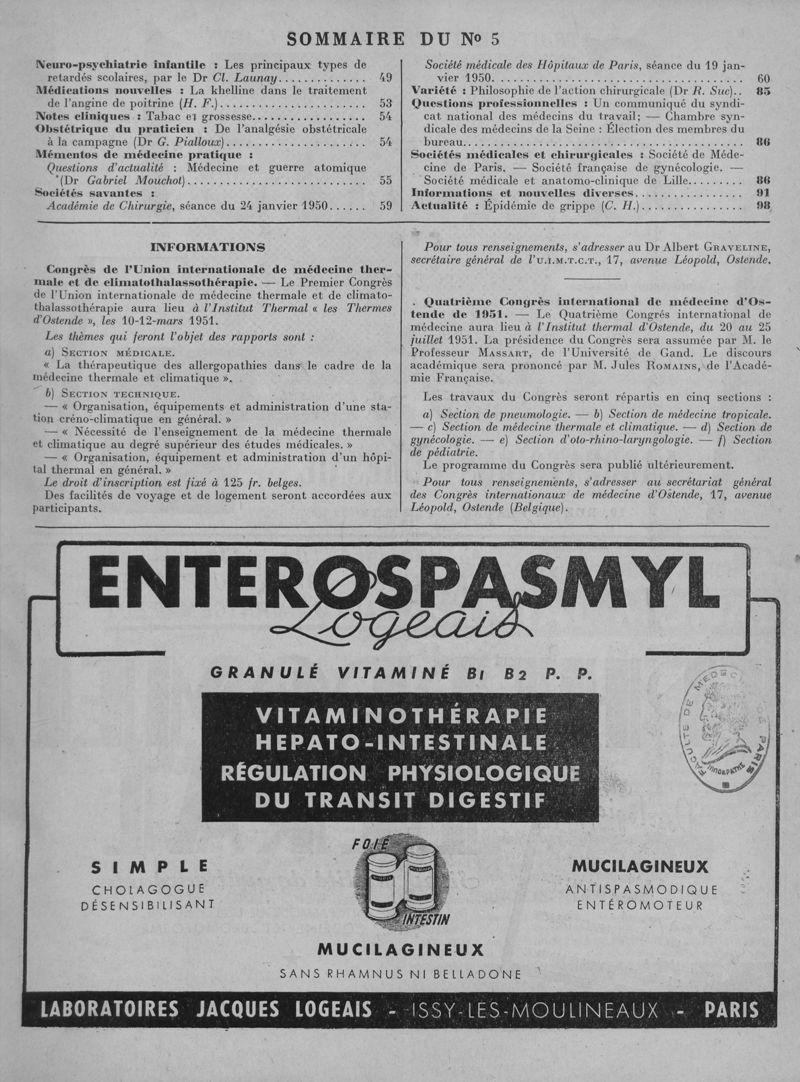 SOMMAIRE DU Nº 5
Neuro-psychiatrie infantile : Les principaux types de
retardés scolaires, par le Dr Cl. Launay.............. 49
Médications nouvelles : La khelline dans le traitement
de l'angine de poitrine (H. F.)...................... 53
Notes cliniques : Tabac et grossesse................. 54
Obstétrique du praticien : De l'analgésie obstétricale
à la campagne (Dr G. Pialloux)..................... 54
Mémentos de médecine pratique :
Questions d'actualité : Médecine et guerre atomique
(Dr Gabriel Mouchot)........................... 55
Sociétés savantes :
Académie de Chirurgie, séance du 24 janvier 1950...... 59
Société médicale des Hôpitaux de Paris, séance du 19 jan-
vier 1950. ..................................... 60
Variété : Philosophie de l'action chirurgicale (Dr R. Suc).. 85
Questions professionnelles : Un communiqué du syndi-
cat national des médecins du travail; — Chambre syn-
dicale des médecins de la Seine : Élection des membres du
bureau.......................................... 86
Sociétés médicales et chirurgicales : Société de Méde-
cine de Paris. — Société française de gynécologie. —
Société médicale et anatomo-clinique de Lille......... 86
Informations et nouvelles diverses................. 91
Actualité : Épidémie de grippe (C. H.)................ 98
INFORMATIONS
Congrès de l'Union internationale de médecine ther-
male et de climatothalassothérapie. — Le Premier Congrès
de l'Union internationale de médecine thermale et de climato-
thalassothérapie aura lieu à l'Institut Thermal « les Thermes
d'Ostende », les 10-12-mars 1951.
Les thèmes qui feront l'objet des rapports sont :
a) SECTION MÉDICALE.
« La thérapeutique des allergopathies dans le cadre de la
médecine thermale et climatique ».
b) SECTION TECHNIQUE.
— « Organisation, équipements et administration d'une sta-
tion créno-climatique en général. »
— « Nécessité de l'enseignement de la médecine thermale
et climatique au degré supérieur des études médicales. »
— « Organisation, équipement et administration d'un hôpi-
tal thermal en général. »
Le droit d'inscription est fixé à 125 fr. belges.
Des facilités de voyage et de logement seront accordées aux
participants.
Pour tous renseignements, s'adresser au Dr Albert GRAVELINE,
secrétaire général de l'U.I.M.T.C.T., 17, avenue Léopold, Ostende.
Quatrième Congrès international de médecine d'Os-
tende de 1951. — Le Quatrième Congrés international de
médecine aura lieu à l'Institut thermal d'Ostende, du 20 au 25
juillet 1951. La présidence du Congrès sera assumée par M. le
Professeur MASSART, de l'Université de Gand. Le discours
académique sera prononcé par M. Jules ROMAINS, de l'Acadé-
mie Française.
Les travaux du Congrès seront répartis en cinq sections :
a) Section de pneumologie. — b) Section de médecine tropicale.
— c) Section de médecine thermale et climatique. — d) Section de
gynécologie. — e) Section d'oto-rhino-laryngologie. — f) Section
de pédiatrie.
Le programme du Congrès sera publié ultérieurement.
Pour tous renseignements, s'adresser au secrétariat général
des Congrès internationaux de médecine d'Ostende, 17, avenue
Léopold, Ostende (Belgique).
ENTEROSPASMYL
Logeais
GRANULÉ VITAMINÉ B1 B2 P. P.
VITAMINOTHÉRAPIE
HEPATO-INTESTINALE
RÉGULATION PHYSIOLOGIQUE
DU TRANSIT DIGESTIF
FACULTÉ DE MEDECINE DE PARIS
SIMPLE
CHOLAGOGUE
DÉSENSIBILISANT
FOIE
INTESTIN
MUCILAGINEUX
ANTISPASMODIQUE
ENTÉROMOTEUR
MUCILAGINEUX
SANS RHAMNUS NI BELLADONE
LABORATOIRES JACQUES LOGEAIS - ISSY-LES-MOULINEAUX - PARIS